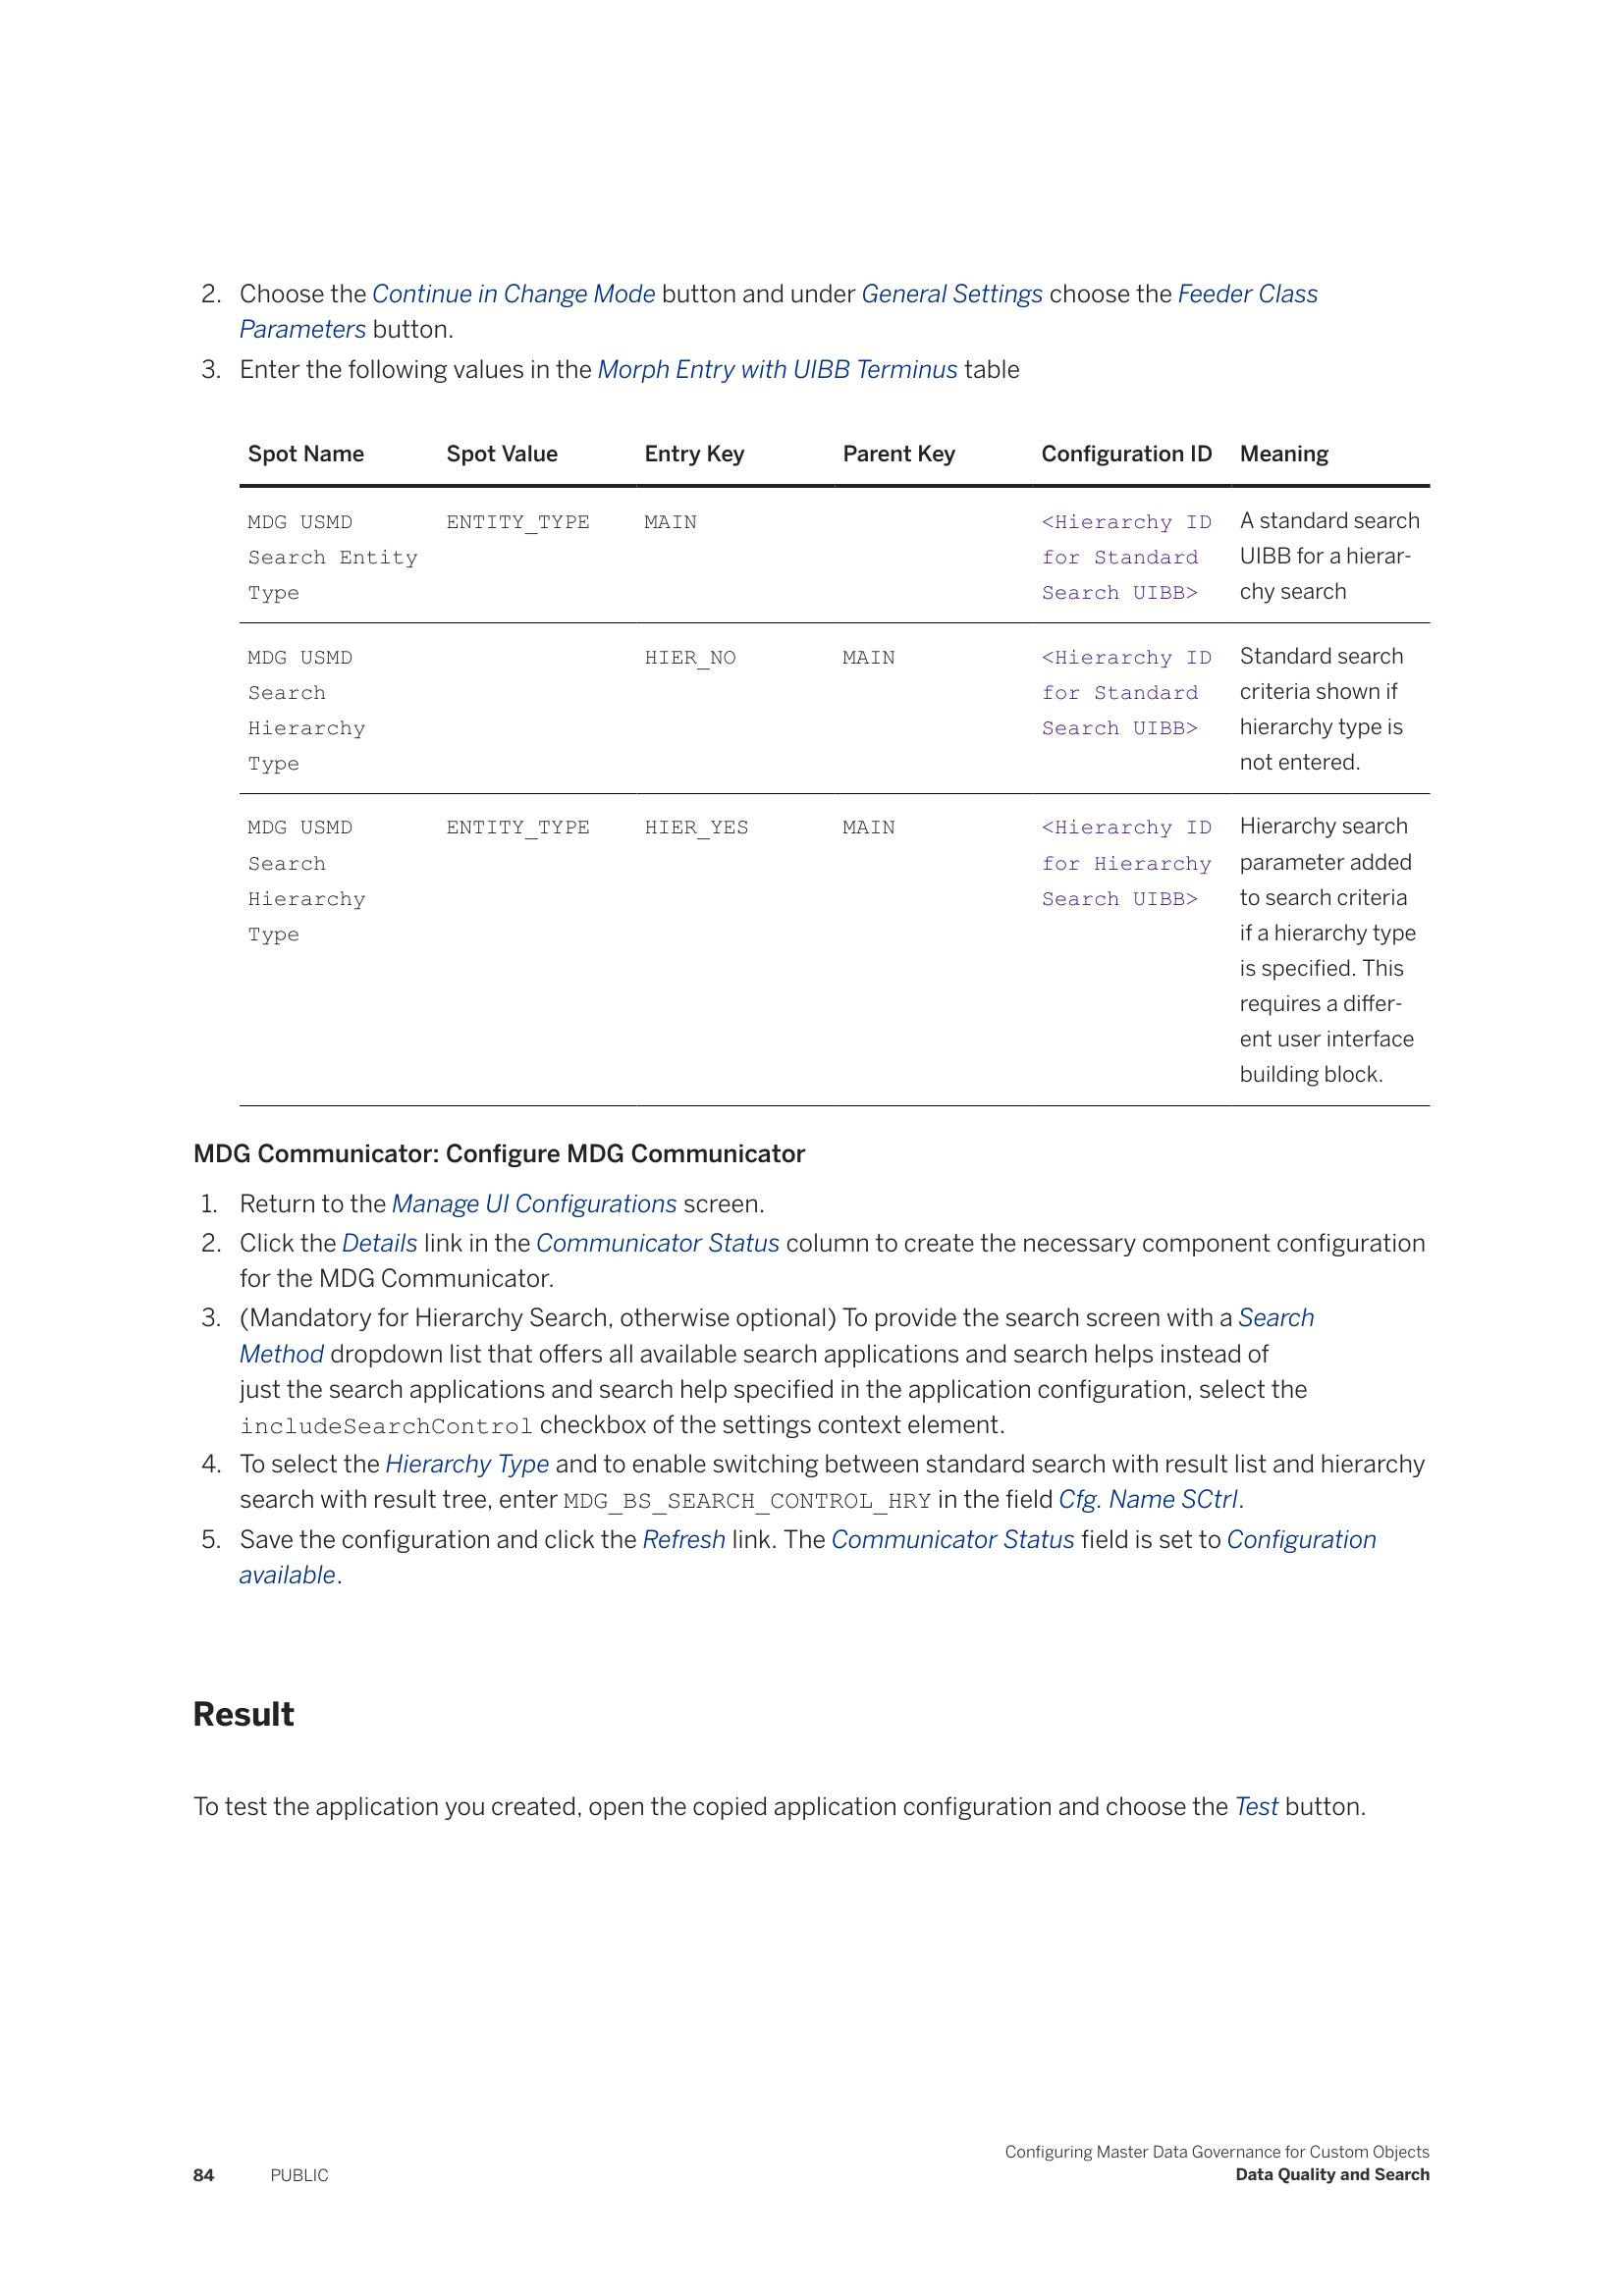 2. Choose the Continue in Change Mode button and under General Settings choose the Feeder Class
Parameters button.
3. Enter the following values in the Morph Entry with UIBB Terminus table
Spot Name Spot Value Entry Key Parent Key Configuration ID Meaning
MDG USMD ENTITY_TYPE MAIN <Hierarchy ID A standard search
Search Entity for Standard UIBB for a hierar-
Type Search UIBB> chy search
MDG USMD HIER_NO MAIN <Hierarchy ID Standard search
Search for Standard criteria shown if
Hierarchy Search UIBB> hierarchy type is
Type not entered.
MDG USMD ENTITY_TYPE HIER_YES MAIN <Hierarchy ID Hierarchy search
Search for Hierarchy parameter added
Hierarchy Search UIBB> to search criteria
Type if a hierarchy type
is specified. This
requires a differ-
ent user interface
building block.
MDG Communicator: Configure MDG Communicator
1. Return to the Manage UI Configurations screen.
2. Click the Details link in the Communicator Status column to create the necessary component configuration
for the MDG Communicator.
3. (Mandatory for Hierarchy Search, otherwise optional) To provide the search screen with a Search
Method dropdown list that offers all available search applications and search helps instead of
just the search applications and search help specified in the application configuration, select the
includeSearchControl checkbox of the settings context element.
4. To select the Hierarchy Type and to enable switching between standard search with result list and hierarchy
search with result tree, enter MDG_BS_SEARCH_CONTROL_HRY in the field Cfg. Name SCtrl.
5. Save the configuration and click the Refresh link. The Communicator Status field is set to Configuration
available.
Result
To test the application you created, open the copied application configuration and choose the Test button.
Configuring Master Data Governance for Custom Objects
84 PUBLIC Data Quality and Search